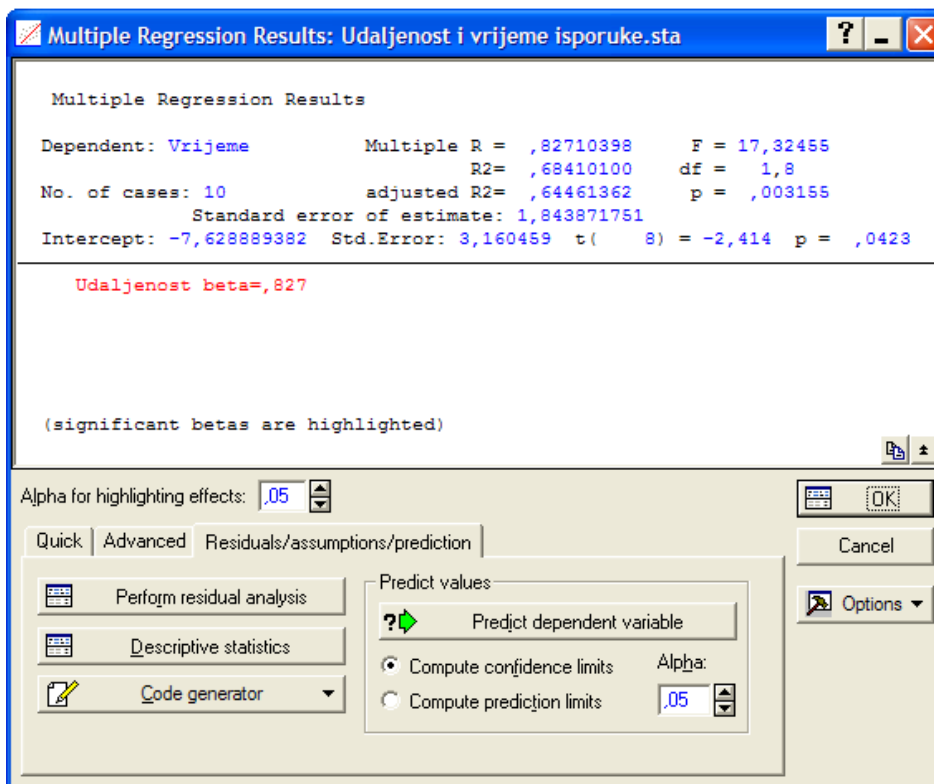 Multiple Regression Results: Udaljenost i vrijeme isporuke.sta
Multiple Regression Results
Dependent: Vrijeme Multiple R = ,82710398 F = 17,32455
R2= ,68410100 df = 1,8
No. of cases: 10 adjusted R2= ,64461362 p = ,003155
Standard error of estimate: 1,843871751
Intercept: -7,628889382 Std.Error: 3,160459 t( 8) = -2,414 p = ,0423
Udaljenost beta=,827
(significant betas are highlighted)
Alpha for highlighting effects: ,05
OK
Quick Advanced Residuals/assumptions/prediction
Cancel
Options
Perform residual analysis
Descriptive statistics
Code generator
Predict values
Predict dependent variable
Compute confidence limits
Compute prediction limits
Alpha:
,05